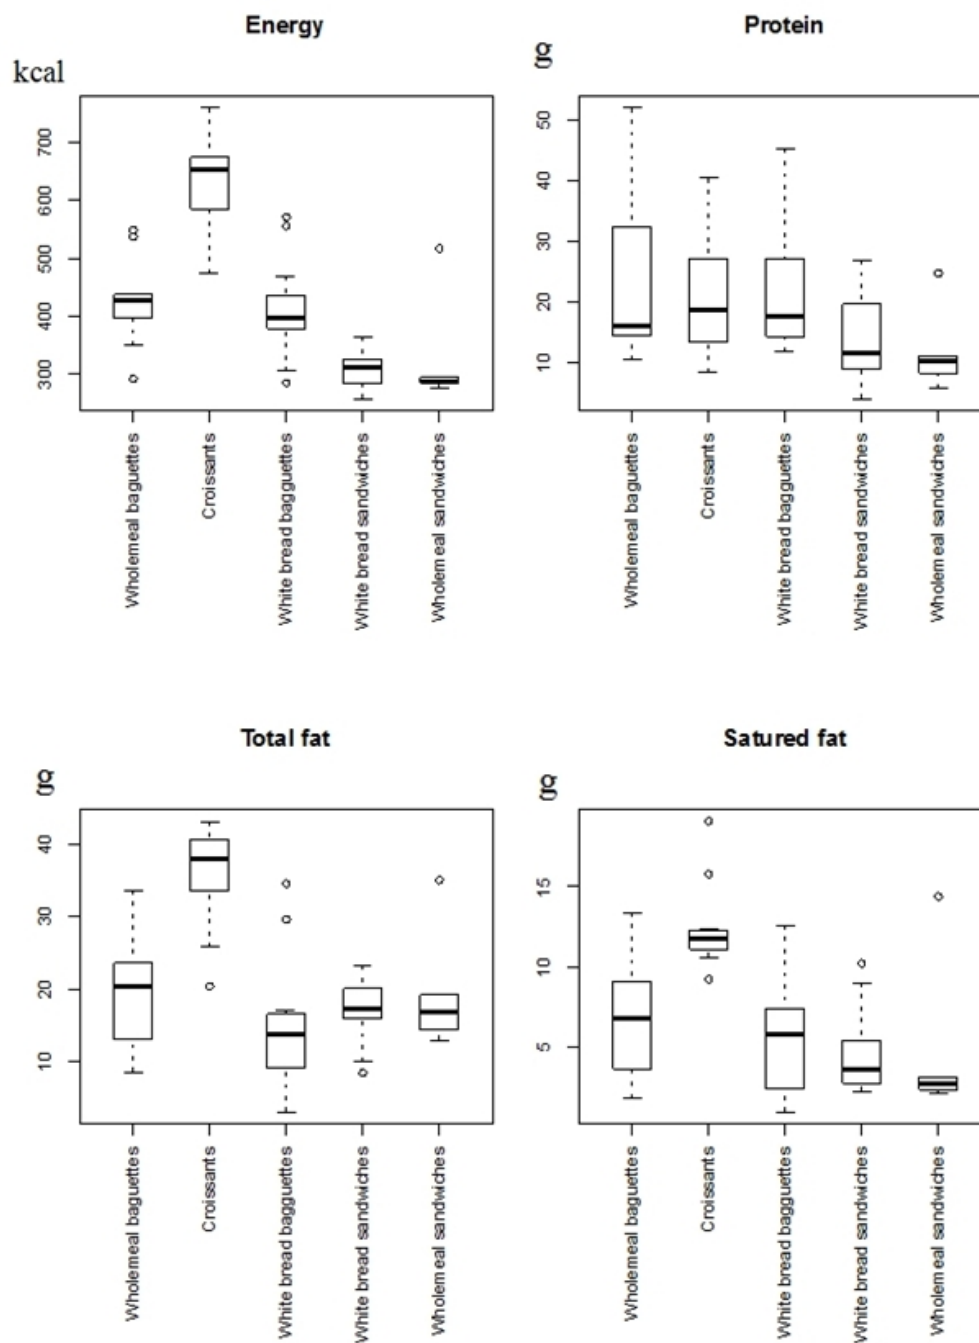 Energy
kcal
700
600
500
400
300
Wholemeal baguettes
Croissants
White bread bagguettes
White bread sandwiches
Wholemeal sandwiches
Protein
50
40
30
20
10
Wholemeal baguettes
Croissants
White bread bagguettes
White bread sandwiches
Wholemeal sandwiches
Total fat
40
30
20
10
Wholemeal baguettes
Croissants
White bread bagguettes
White bread sandwiches
Wholemeal sandwiches
Satured fat
15
10
5
Wholemeal baguettes
Croissants
White bread bagguettes
White bread sandwiches
Wholemeal sandwiches